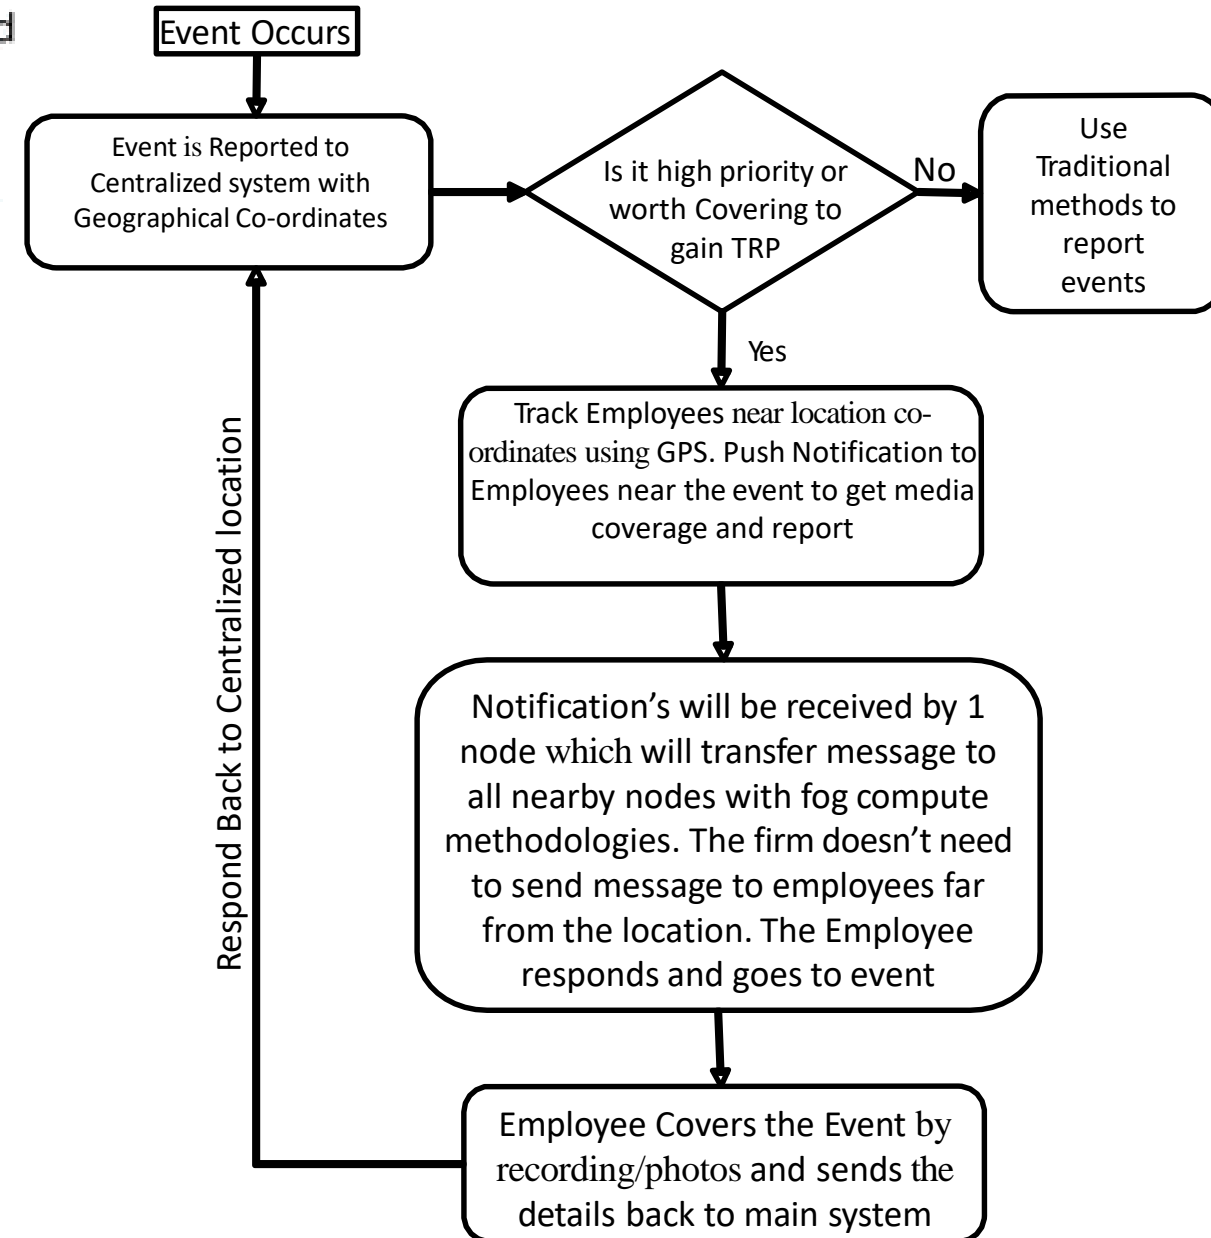 d
Event Occurs
Event is Reported to
Centralized system with
Geographical Co-ordinates
Is it high priority or
worth Covering to
gain TRP
No
Use
Traditional
methods to
report
events
Yes
Track Employees near location co-
ordinates using GPS. Push Notification to
Employees near the event to get media
coverage and report
Notification’s will be received by 1
node which will transfer message to
all nearby nodes with fog compute
methodologies. The firm doesn’t need
to send message to employees far
from the location. The Employee
responds and goes to event
Respond Back to Centralized location
Employee Covers the Event by
recording/photos and sends the
details back to main system